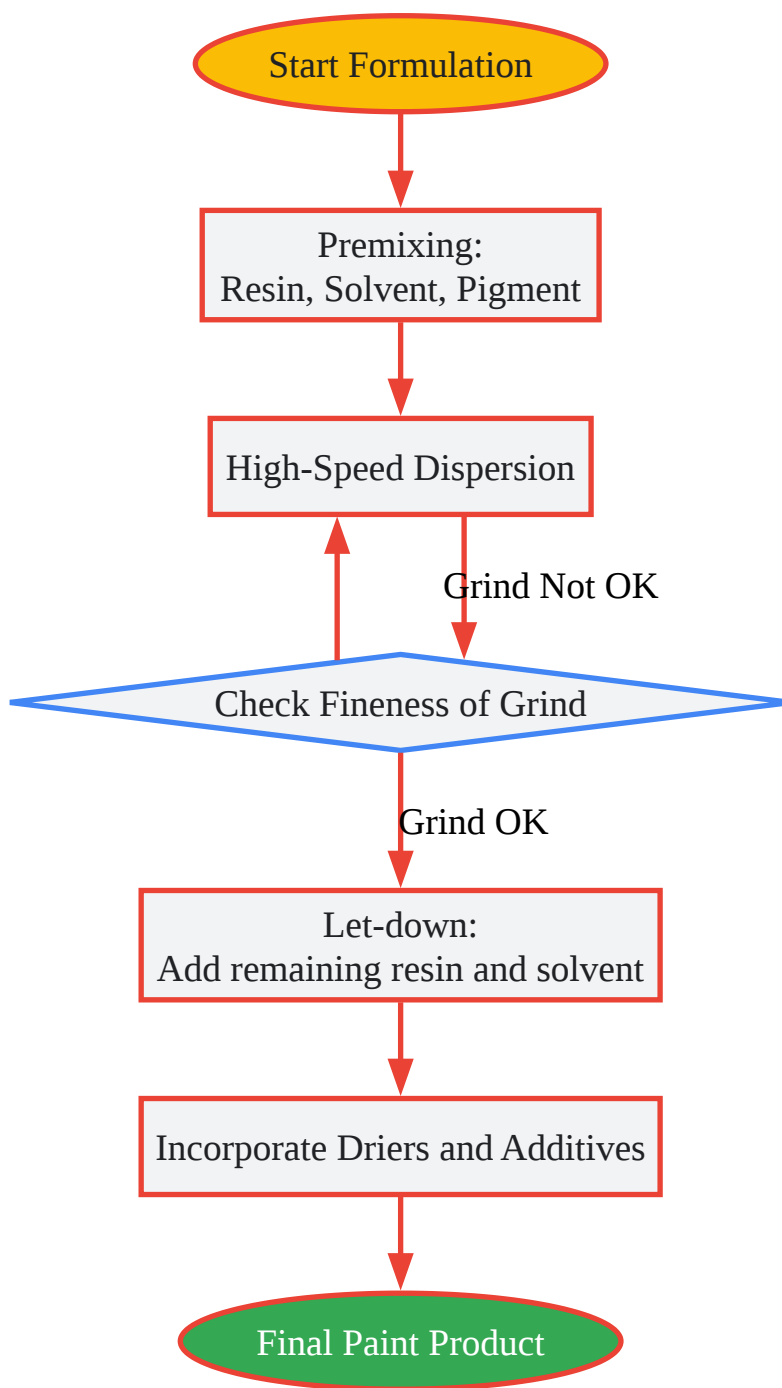 Start Formulation
Premixing:
Resin, Solvent, Pigment
High-Speed Dispersion
Grind Not OK
Check Fineness of Grind
Grind OK
Let-down:
Add remaining resin and solvent
Incorporate Driers and Additives
Final Paint Product